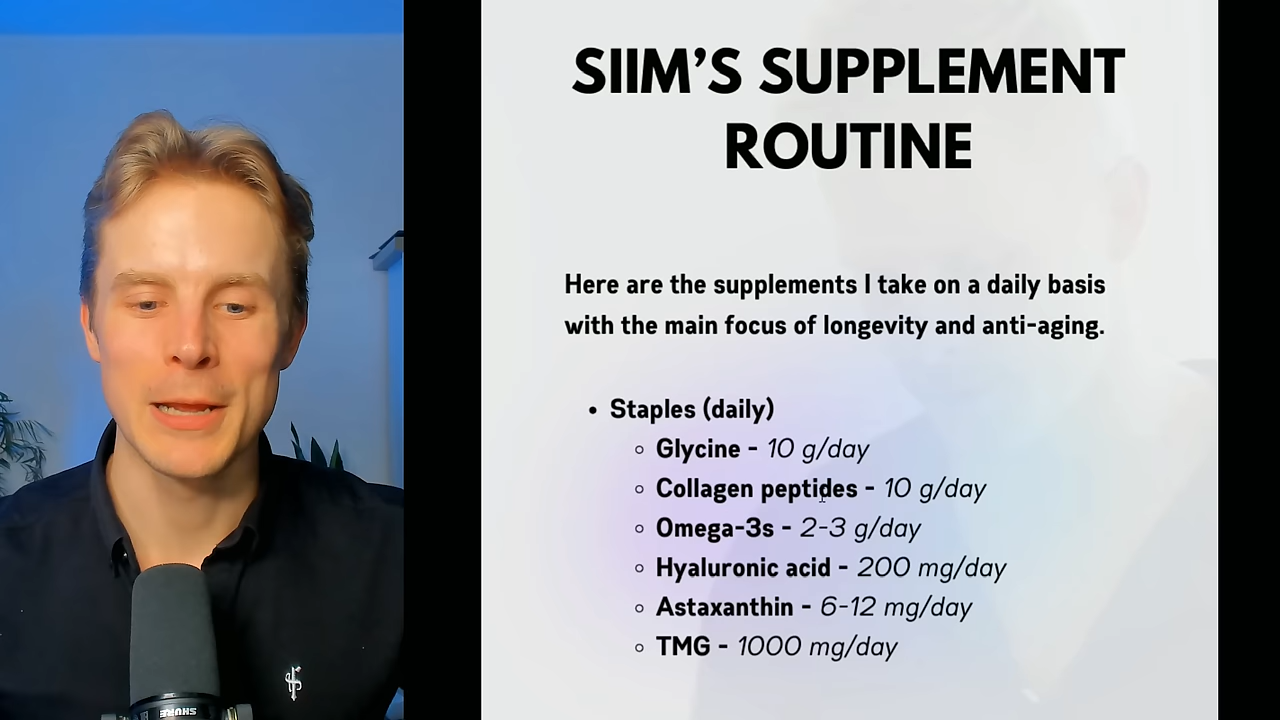 SIIM'S SUPPLEMENT
ROUTINE
Here are the supplements I take on a daily basis
with the main focus of longevity and anti-aging.
• Staples (daily)
○ Glycine - 10 g/day
○ Collagen peptides - 10 g/day
○ Omega-3s - 2-3 g/day
○ Hyaluronic acid - 200 mg/day
○ Astaxanthin - 6-12 mg/day
○ TMG - 1000 mg/day
SHURE